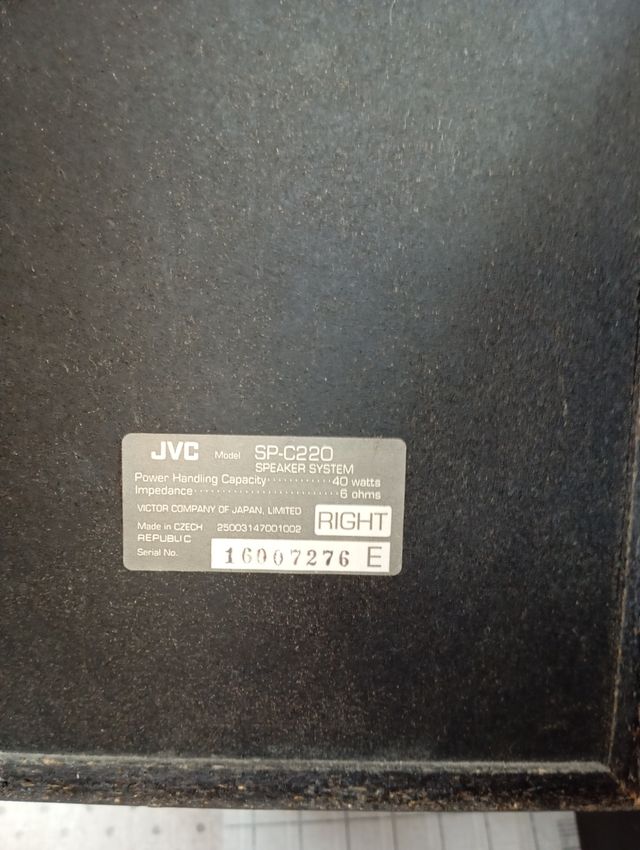 JVC Model SP-C220
SPEAKER SYSTEM
Power Handling Capacity············40 watts
Impedance························6 ohms
VICTOR COMPANY OF JAPAN, LIMITED
RIGHT
Made in CZECH 25003147001002
REPUBLIC
Serial No. 16007276 E